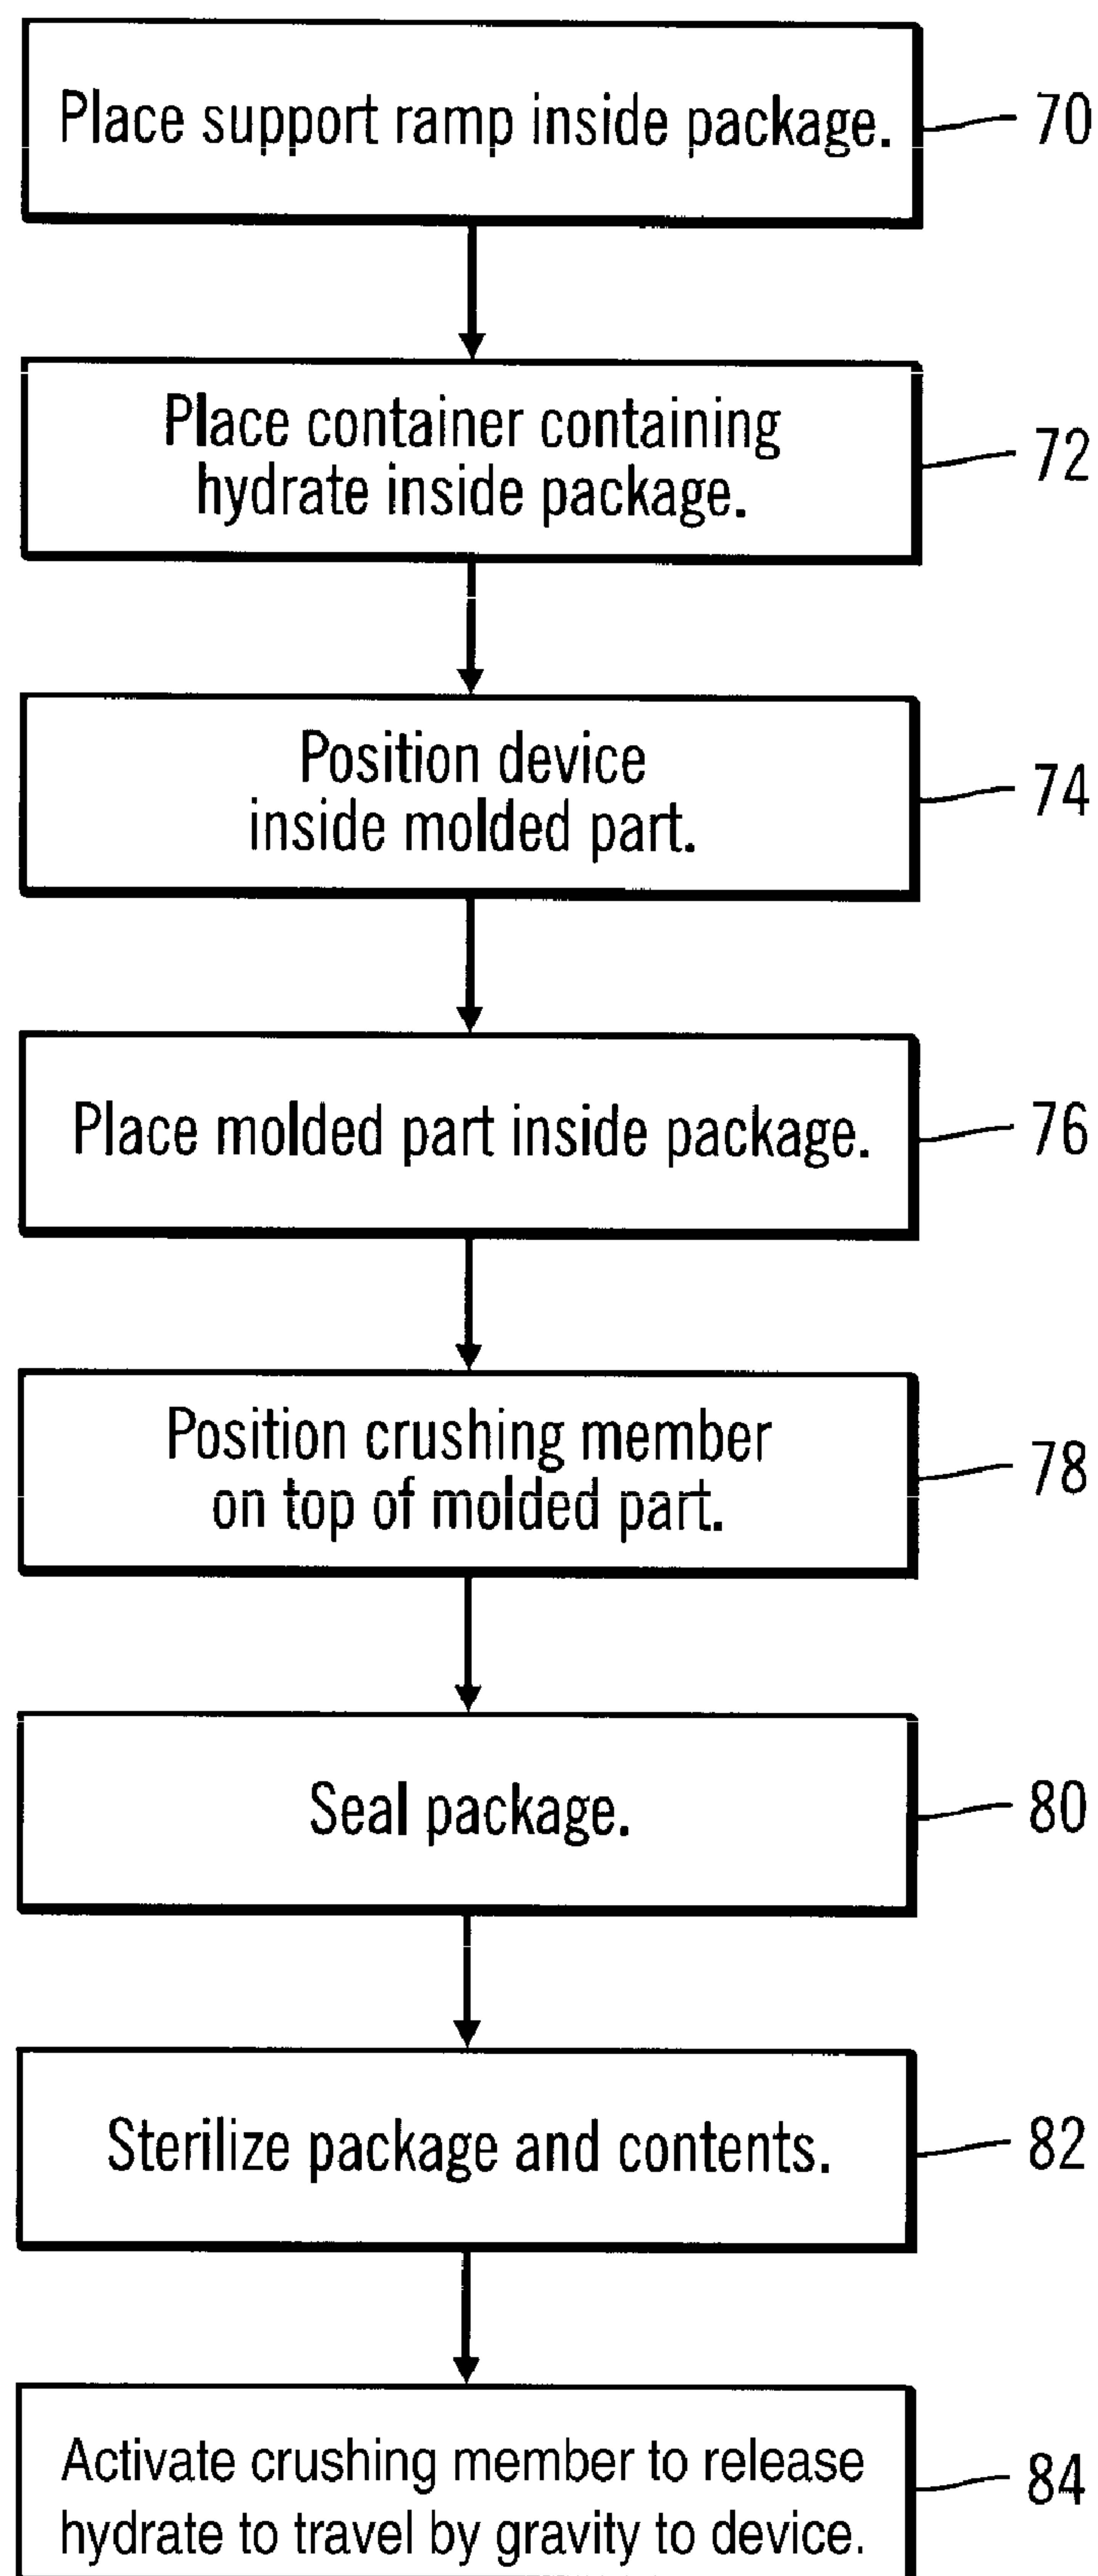 Place support ramp inside package.
70
Place container containing
hydrate inside package.
72
Position device
inside molded part.
74
Place molded part inside package.
76
Position crushing member
on top of molded part.
78
Seal package.
80
Sterilize package and contents.
82
Activate crushing member to release
hydrate to travel by gravity to device.
84